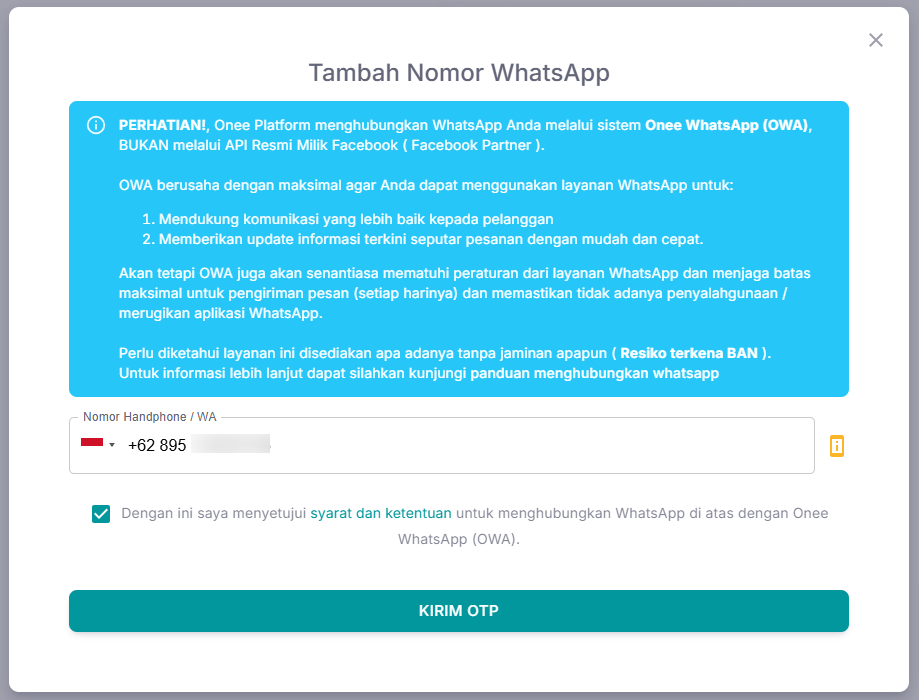 Tambah Nomor WhatsApp
PERHATIAN!, Onee Platform menghubungkan WhatsApp Anda melalui sistem Onee WhatsApp (OWA),
BUKAN melalui API Resmi Milik Facebook ( Facebook Partner ).
OWA berusaha dengan maksimal agar Anda dapat menggunakan layanan WhatsApp untuk:
1. Mendukung komunikasi yang lebih baik kepada pelanggan
2. Memberikan update informasi terkini seputar pesanan dengan mudah dan cepat.
Akan tetapi OWA juga akan senantiasa mematuhi peraturan dari layanan WhatsApp dan menjaga batas
maksimal untuk pengiriman pesan (setiap harinya) dan memastikan tidak adanya penyalahgunaan /
merugikan aplikasi WhatsApp.
Perlu diketahui layanan ini disediakan apa adanya tanpa jaminan apapun ( Resiko terkena BAN ).
Untuk informasi lebih lanjut dapat silahkan kunjungi panduan menghubungkan whatsapp
Nomor Handphone / WA
+62 895
Dengan ini saya menyetujui syarat dan ketentuan untuk menghubungkan WhatsApp di atas dengan Onee
WhatsApp (OWA).
KIRIM OTP